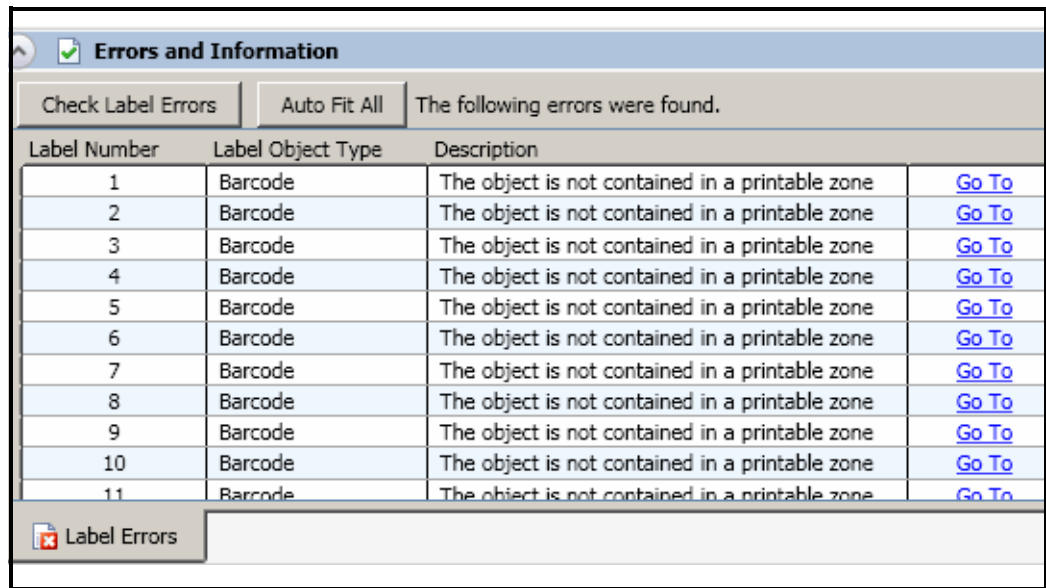 Errors and Information
Check Label Errors Auto Fit All The following errors were found.
Label Number Label Object Type Description
1 Barcode The object is not contained in a printable zone Go To
2 Barcode The object is not contained in a printable zone Go To
3 Barcode The object is not contained in a printable zone Go To
4 Barcode The object is not contained in a printable zone Go To
5 Barcode The object is not contained in a printable zone Go To
6 Barcode The object is not contained in a printable zone Go To
7 Barcode The object is not contained in a printable zone Go To
8 Barcode The object is not contained in a printable zone Go To
9 Barcode The object is not contained in a printable zone Go To
10 Barcode The object is not contained in a printable zone Go To
11 Barcode The object is not contained in a printable zone Go To
Label Errors